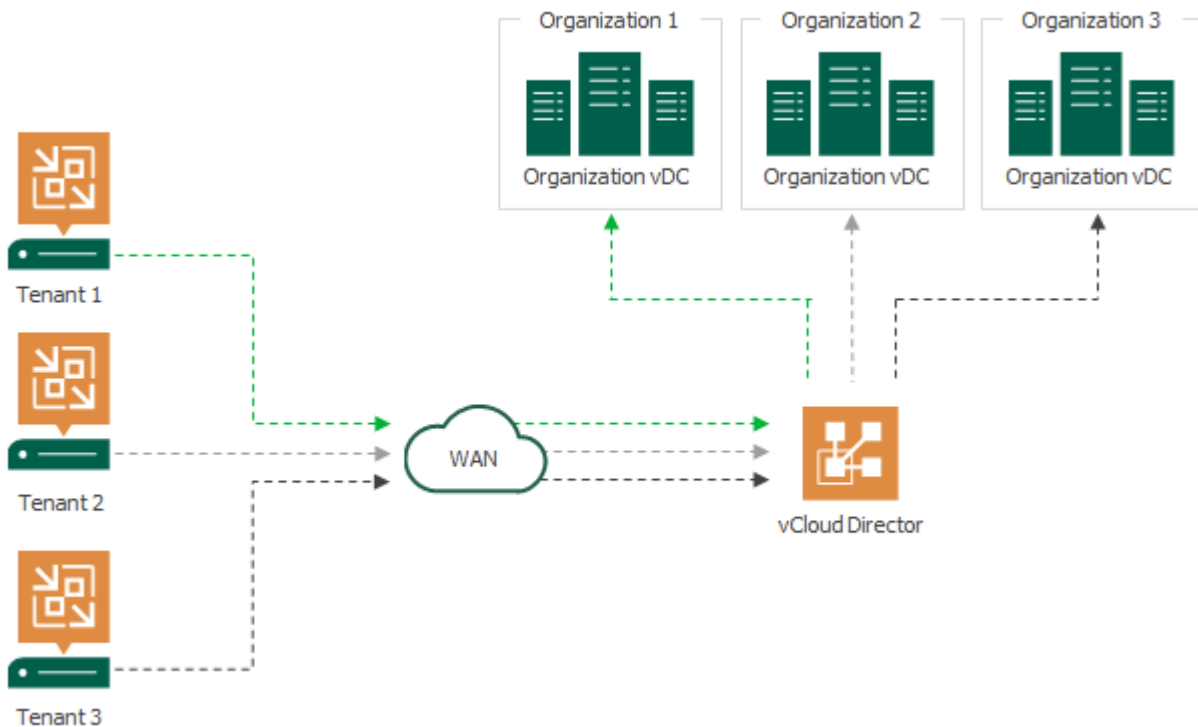 Organization 1
Organization 2
Organization 3
Organization vDC
Organization vDC
Organization vDC
Tenant 1
Tenant 2
WAN
vCloud Director
Tenant 3